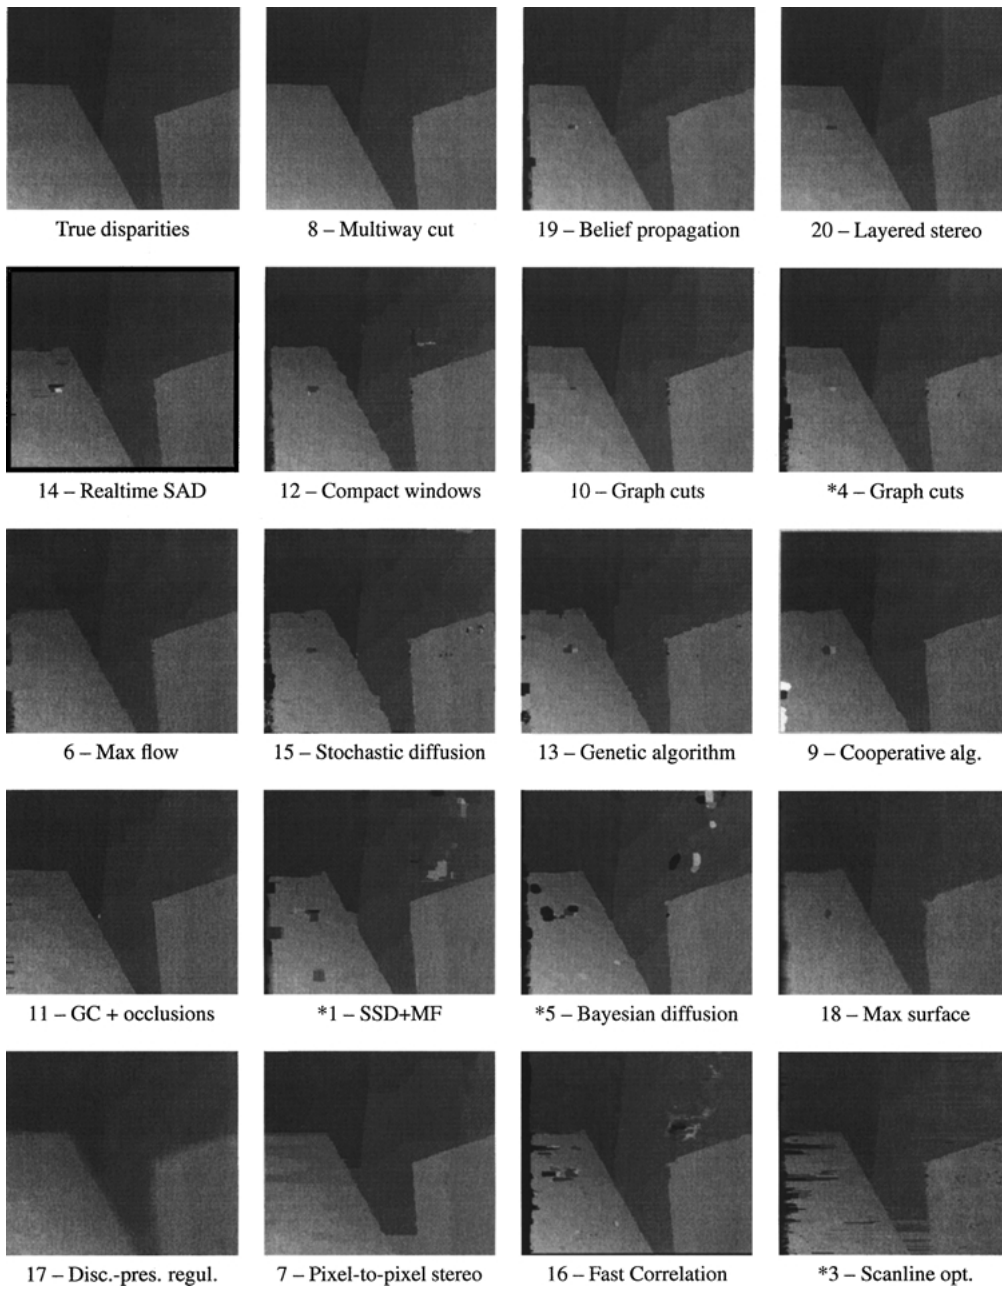 True disparities
8 – Multiway cut
19 – Belief propagation
20 – Layered stereo
14 – Realtime SAD
12 – Compact windows
10 – Graph cuts
*4 – Graph cuts
6 – Max flow
15 – Stochastic diffusion
13 – Genetic algorithm
9 – Cooperative alg.
11 – GC + occlusions
*1 – SSD+MF
*5 – Bayesian diffusion
18 – Max surface
17 – Disc.-pres. regul.
7 – Pixel-to-pixel stereo
16 – Fast Correlation
*3 – Scanline opt.